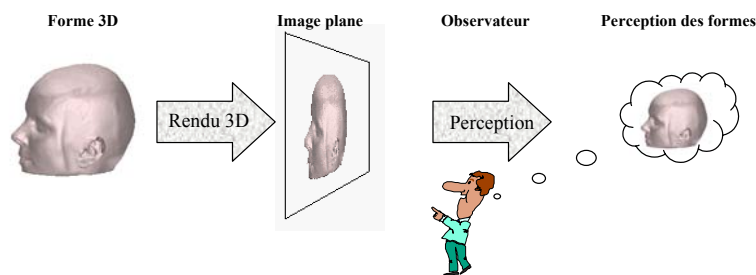 Forme 3D
Image plane
Observateur
Perception des formes
Rendu 3D
Perception